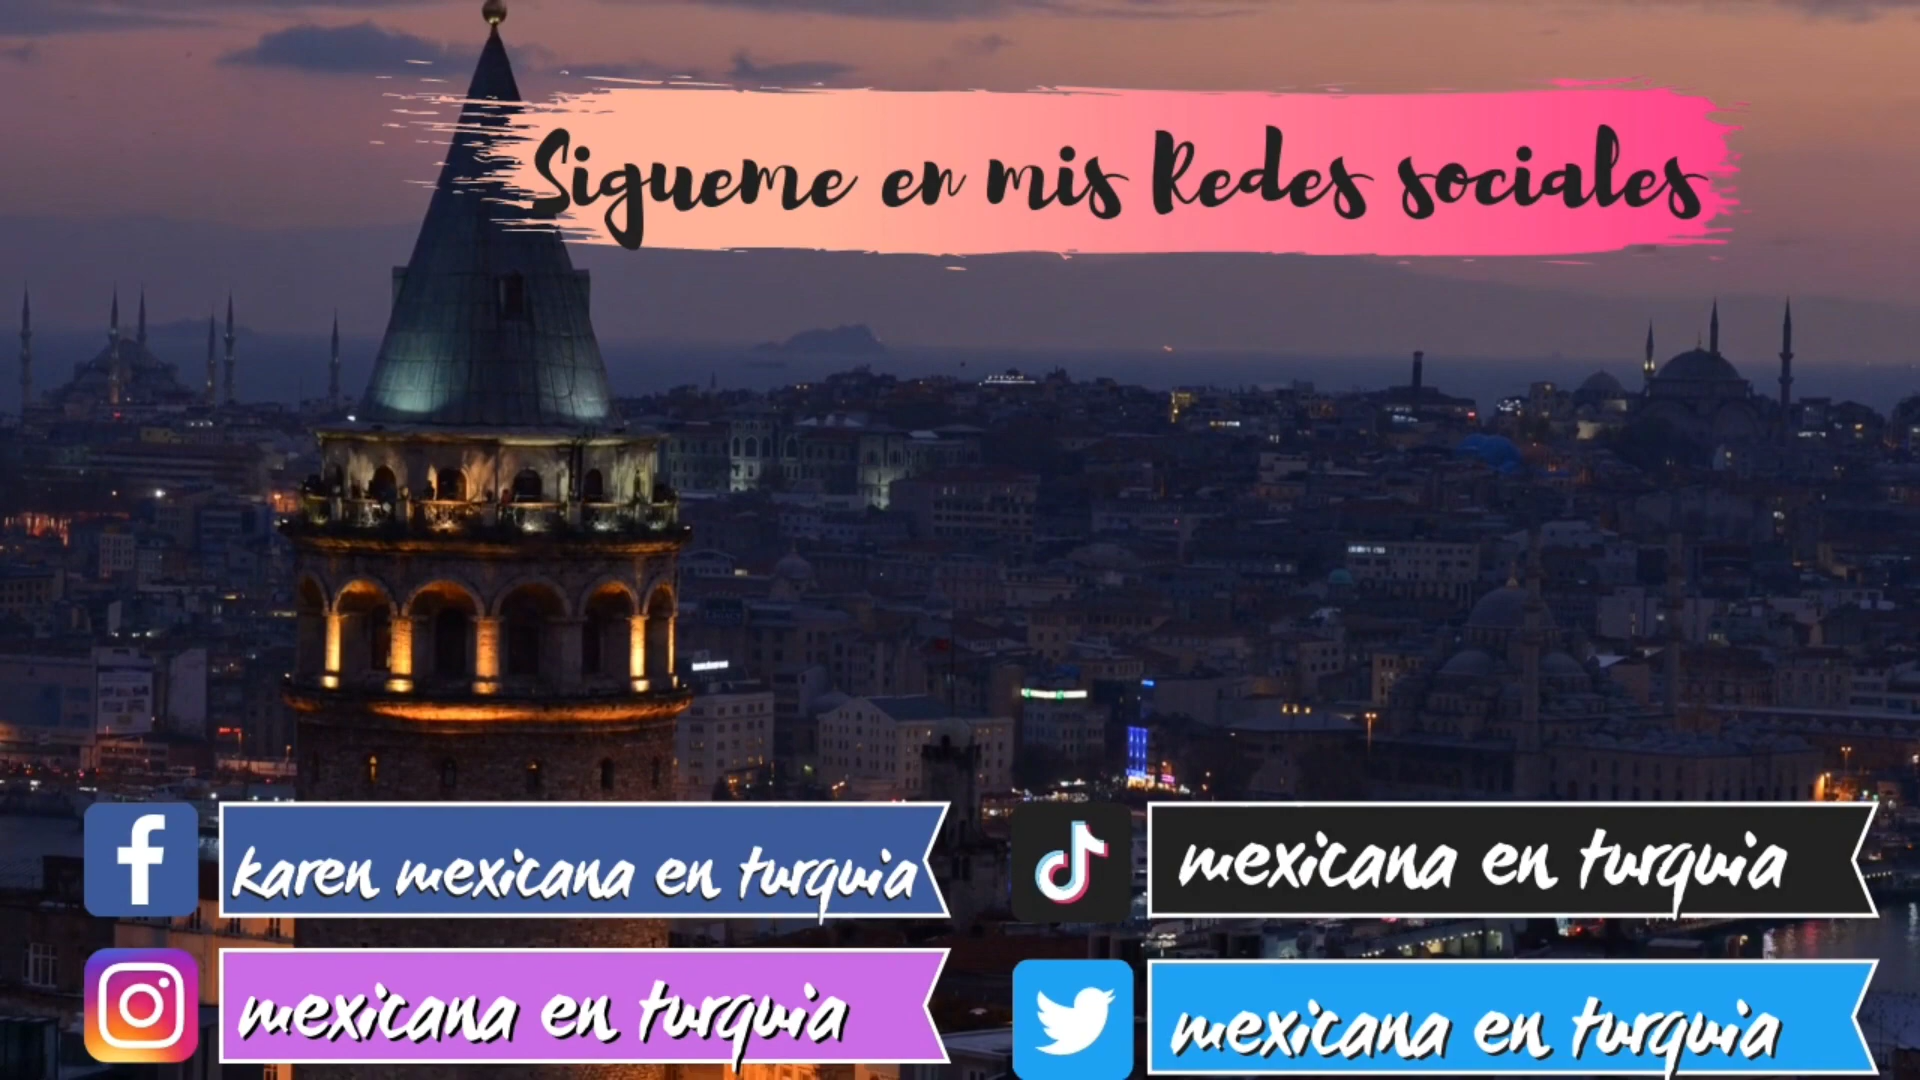 Sigueme en mis Redes sociales
karen mexicana en turquia
mexicana en turquia
mexicana en turquia
mexicana en turquia